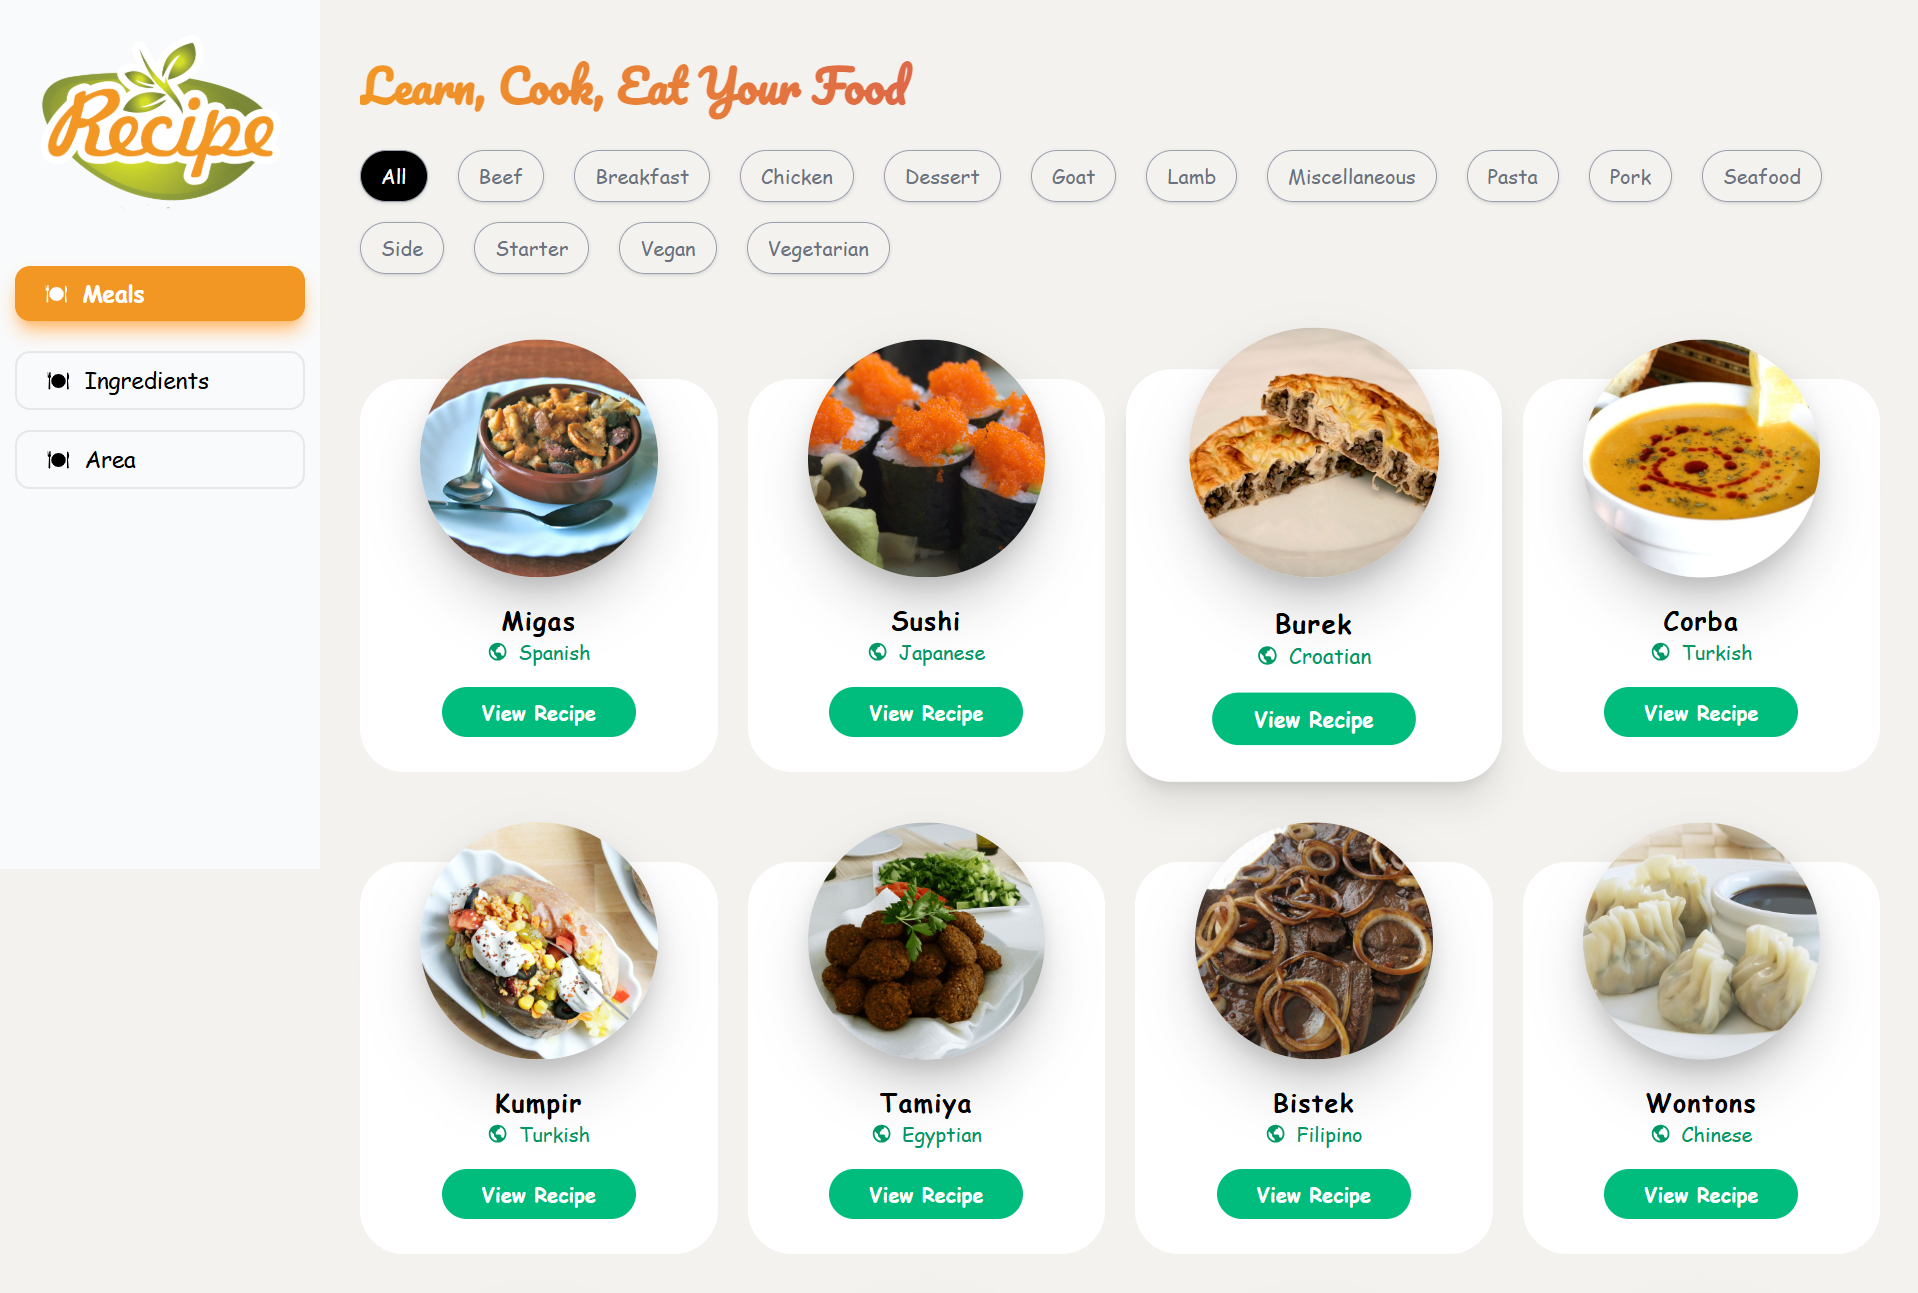 Recipe
Meals
Ingredients
Area
Learn, Cook, Eat Your Food
All Beef Breakfast Chicken Dessert Goat Lamb Miscellaneous Pasta Pork Seafood
Side Starter Vegan Vegetarian
Migas
Spanish
View Recipe
Sushi
Japanese
View Recipe
Burek
Croatian
View Recipe
Corba
Turkish
View Recipe
Kumpir
Turkish
View Recipe
Tamiya
Egyptian
View Recipe
Bistek
Filipino
View Recipe
Wontons
Chinese
View Recipe